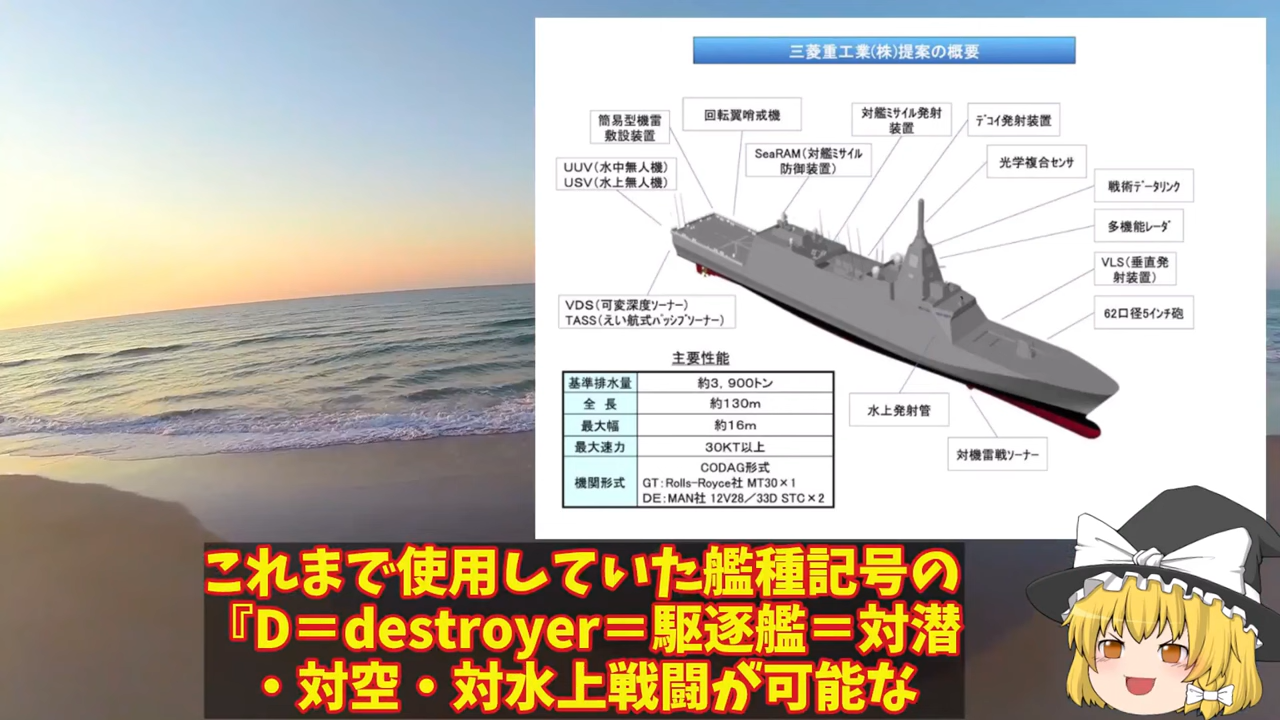 三菱重工業(株)提案の概要
簡易型機雷
敷設装置
回転翼哨戒機
対艦ミサイル発射
装置
デコイ発射装置
UUV(水中無人機)
USV(水上無人機)
SeaRAM(対艦ミサイル
防御装置)
光学複合センサ
戦術データリンク
多機能レーダ
VLS(垂直発
射装置)
62口径5インチ砲
VDS(可変深度ソーナー)
TASS(えい航式パッシブソーナー)
水上発射管
対機雷戦ソーナー
主要性能
基準排水量 約3,900トン
全 長 約130m
最大幅 約16m
最大速力 30KT以上
機関形式 CODAG形式
GT:Rolls-Royce社 MT30×1
DE:MAN社 12V28/33D STC×2
これまで使用していた艦種記号の
『D=destroyer=駆逐艦=対潜
・対空・対水上戦闘が可能な